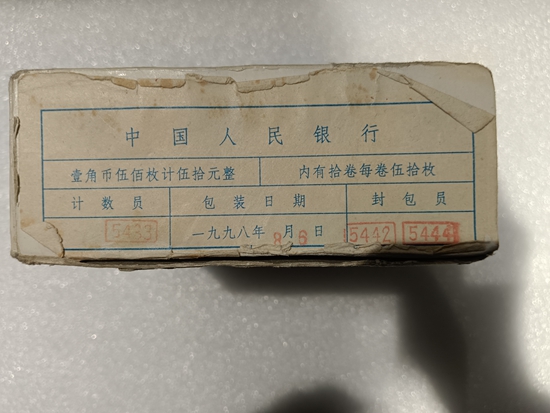 中国人民银行
壹角币伍佰枚计伍拾元整 内有拾卷每卷伍拾枚
计数员 包装日期 封包员
5433 一九九八年8月6日 5442 5444